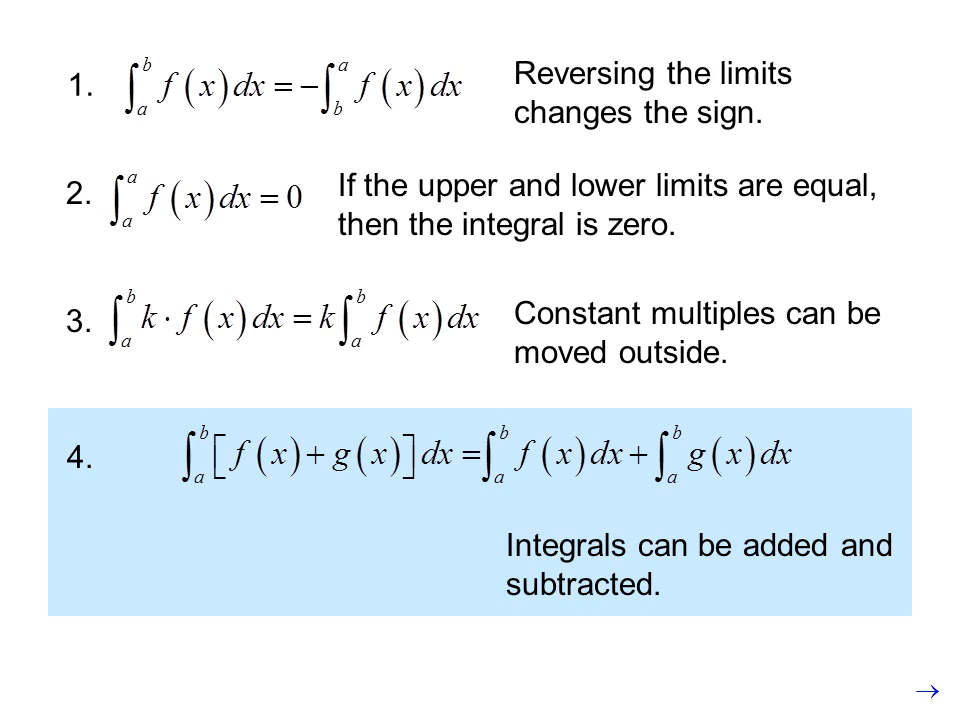 1. ∫_a^b f(x)dx = −∫_b^a f(x)dx Reversing the limits
changes the sign.
2. ∫_a^a f(x)dx = 0 If the upper and lower limits are equal,
then the integral is zero.
3. ∫_a^b k · f(x)dx = k∫_a^b f(x)dx Constant multiples can be
moved outside.
4. ∫_a^b [f(x)+g(x)]dx = ∫_a^b f(x)dx + ∫_a^b g(x)dx
Integrals can be added and
subtracted.
→